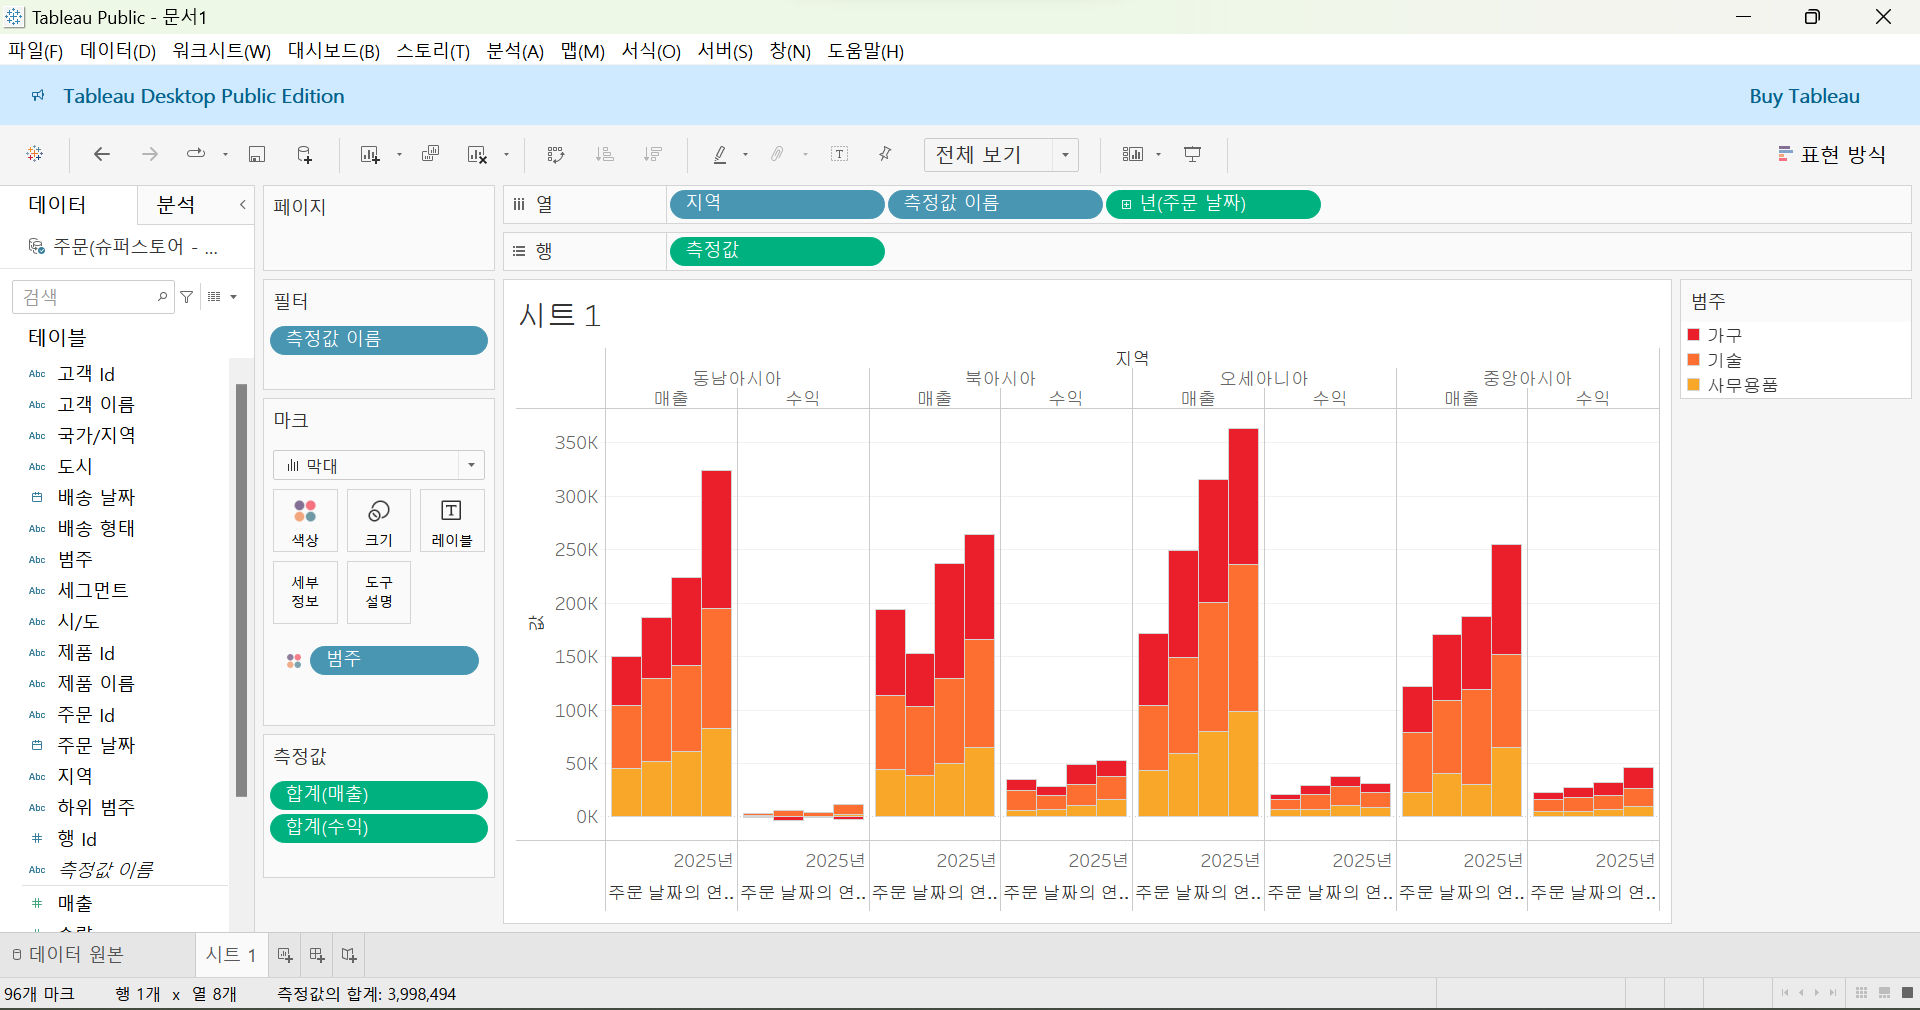 Tableau Public - 문서1
파일(F) 데이터(D) 워크시트(W) 대시보드(B) 스토리(T) 분석(A) 맵(M) 서식(O) 서버(S) 창(N) 도움말(H)
Tableau Desktop Public Edition
Buy Tableau
전체 보기
표현 방식
데이터
분석
주문(슈퍼스토어 - ...
검색
테이블
Abc 고객 Id
Abc 고객 이름
Abc 국가/지역
Abc 도시
배송 날짜
Abc 배송 형태
Abc 범주
Abc 세그먼트
Abc 시/도
Abc 제품 Id
Abc 제품 이름
Abc 주문 Id
주문 날짜
Abc 지역
Abc 하위 범주
# 행 Id
Abc 측정값 이름
# 매출
페이지
필터
측정값 이름
마크
막대
색상
크기
레이블
세부 정보
도구 설명
범주
측정값
합계(매출)
합계(수익)
열
지역
측정값 이름
년(주문 날짜)
행
측정값
시트 1
지역
동남아시아 북아시아 오세아니아 중앙아시아
매출 수익 매출 수익 매출 수익 매출 수익
값
350K
300K
250K
200K
150K
100K
50K
0K
2025년 2025년 2025년 2025년 2025년 2025년 2025년 2025년
주문 날짜의 연.. 주문 날짜의 연.. 주문 날짜의 연.. 주문 날짜의 연.. 주문 날짜의 연.. 주문 날짜의 연.. 주문 날짜의 연.. 주문 날짜의 연..
범주
가구
기술
사무용품
데이터 원본
시트 1
96개 마크 행 1개 x 열 8개 측정값의 합계: 3,998,494